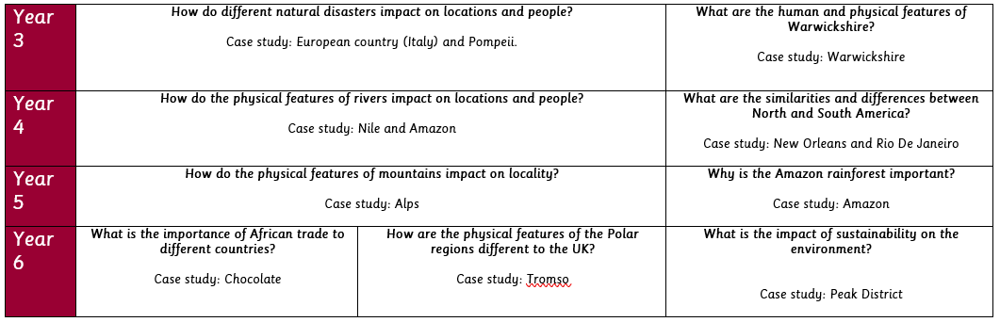 Year
3
How do different natural disasters impact on locations and people?
Case study: European country (Italy) and Pompeii.
What are the human and physical features of
Warwickshire?
Case study: Warwickshire
Year
4
How do the physical features of rivers impact on locations and people?
Case study: Nile and Amazon
What are the similarities and differences between
North and South America?
Case study: New Orleans and Rio De Janeiro
Year
5
How do the physical features of mountains impact on locality?
Case study: Alps
Why is the Amazon rainforest important?
Case study: Amazon
Year
6
What is the importance of African trade to
different countries?
Case study: Chocolate
How are the physical features of the Polar
regions different to the UK?
Case study: Tromso
What is the impact of sustainability on the
environment?
Case study: Peak District